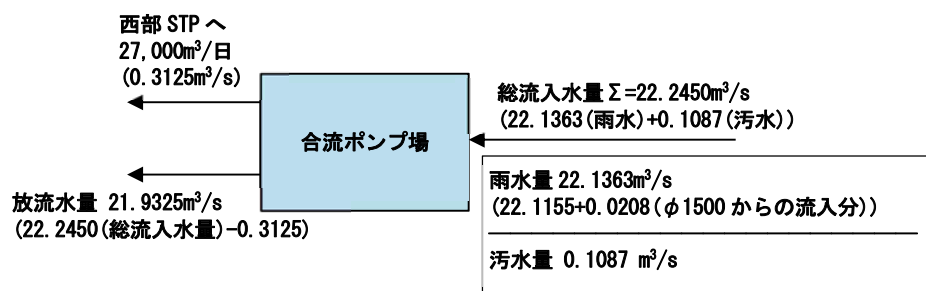 西部 STP へ
27,000m³/日
(0.3125m³/s)
合流ポンプ場
総流入水量Σ=22.2450m³/s
(22.1363(雨水)+0.1087(汚水))
放流水量 21.9325m³/s
(22.2450(総流入水量)-0.3125)
雨水量 22.1363m³/s
(22.1155+0.0208(φ1500 からの流入分))
汚水量 0.1087 m³/s